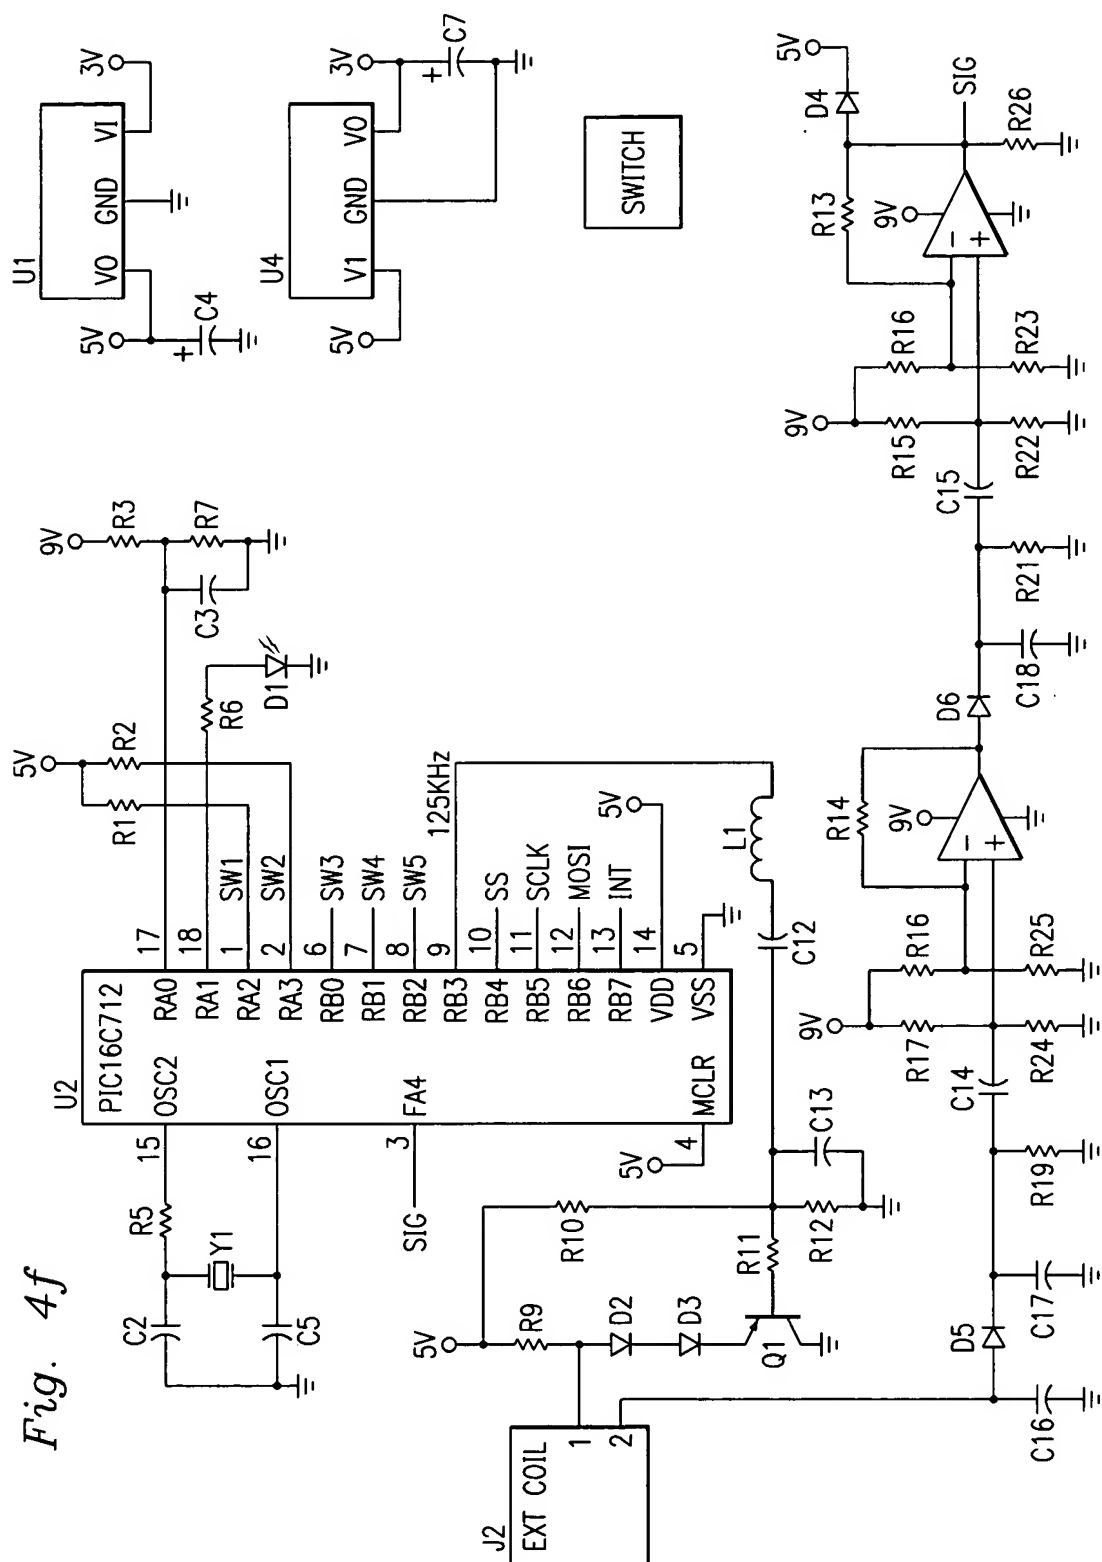 Fig. 4f
U1
VO
GND
VI
5V
3V
C4
U4
V1
GND
VO
5V
3V
C7
SWITCH
U2
PIC16C712
OSC2
OSC1
FA4
MCLR
RA0
RA1
RA2
RA3
RB0
RB1
RB2
RB3
RB4
RB5
RB6
RB7
VDD
VSS
15
16
3
4
17
18
1
2
6
7
8
9
10
11
12
13
14
5
SW1
SW2
SW3
SW4
SW5
125KHz
SS
SCLK
MOSI
INT
5V
5V
SIG
R5
Y1
C2
C5
5V
R1
R2
R6
D1
9V
R3
R7
C3
L1
C12
C13
R10
R11
R12
5V
R9
D2
D3
Q1
J2
EXT COIL
1
2
C16
D5
C17
R19
C14
9V
R17
R16
R24
R25
R14
9V
−
+
D6
C18
R21
C15
9V
R15
R16
R22
R23
R13
9V
−
+
D4
5V
SIG
R26